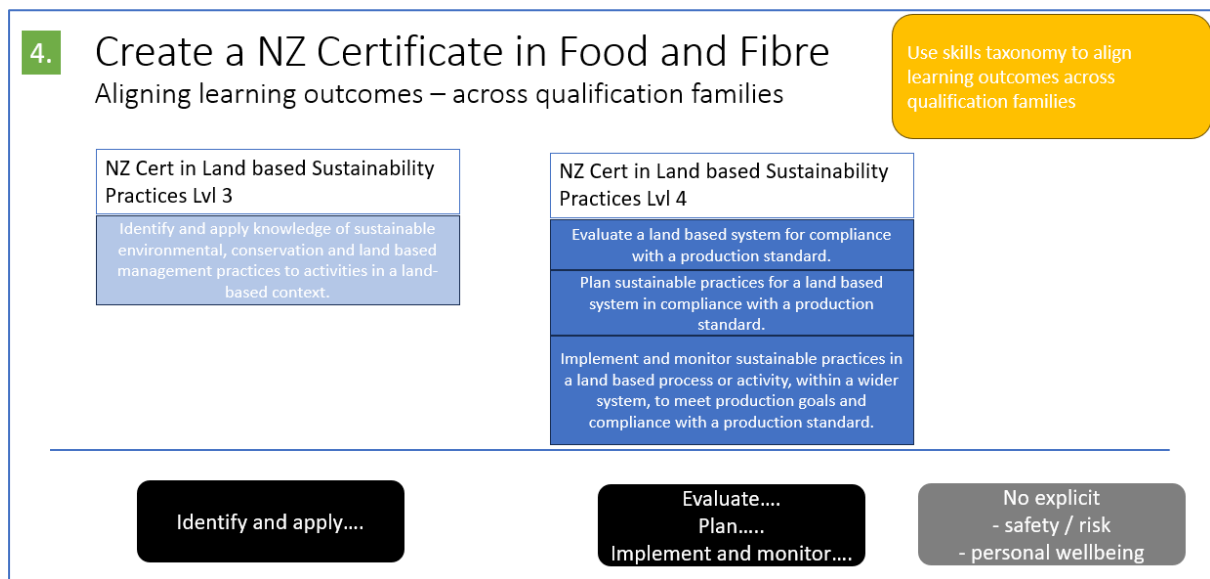 4.
Create a NZ Certificate in Food and Fibre
Aligning learning outcomes – across qualification families
Use skills taxonomy to align
learning outcomes across
qualification families
NZ Cert in Land based Sustainability
Practices Lvl 3
Identify and apply knowledge of sustainable
environmental, conservation and land based
management practices to activities in a land-
based context.
NZ Cert in Land based Sustainability
Practices Lvl 4
Evaluate a land based system for compliance
with a production standard.
Plan sustainable practices for a land based
system in compliance with a production
standard.
Implement and monitor sustainable practices in
a land based process or activity, within a wider
system, to meet production goals and
compliance with a production standard.
Identify and apply….
Evaluate….
Plan…..
Implement and monitor….
No explicit
- safety / risk
- personal wellbeing